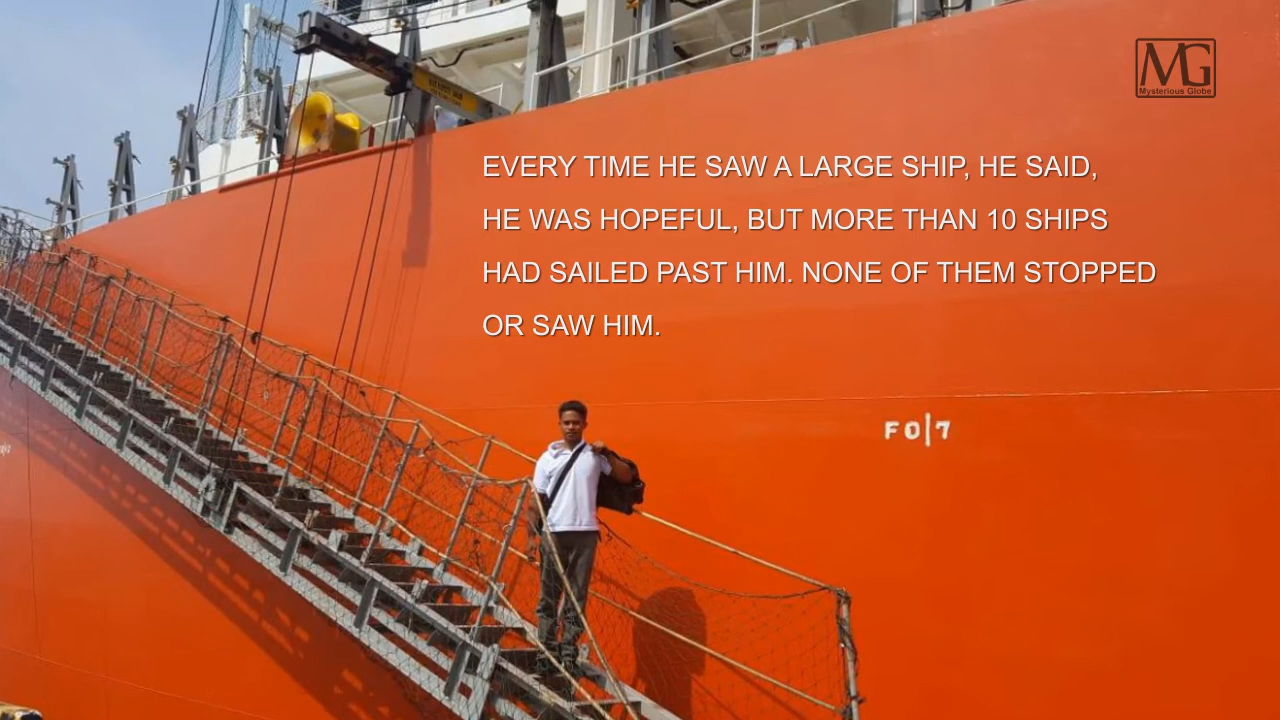 MG
Mysterious Globe
EVERY TIME HE SAW A LARGE SHIP, HE SAID,
HE WAS HOPEFUL, BUT MORE THAN 10 SHIPS
HAD SAILED PAST HIM. NONE OF THEM STOPPED
OR SAW HIM.
F0|7